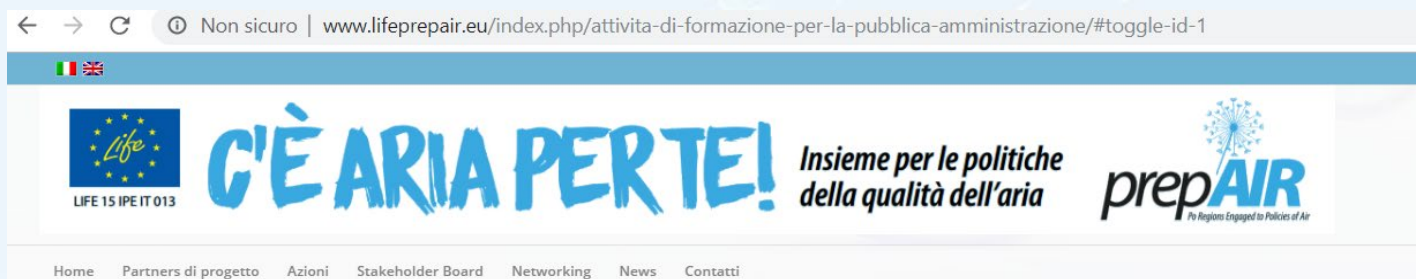 Non sicuro | www.lifeprepair.eu/index.php/attivita-di-formazione-per-la-pubblica-amministrazione/#toggle-id-1
Life
LIFE 15 IPE IT 013
C'È ARIA PER TE!
Insieme per le politiche
della qualità dell'aria
prepAIR
Po Regions Engaged to Policies of Air
Home Partners di progetto Azioni Stakeholder Board Networking News Contatti